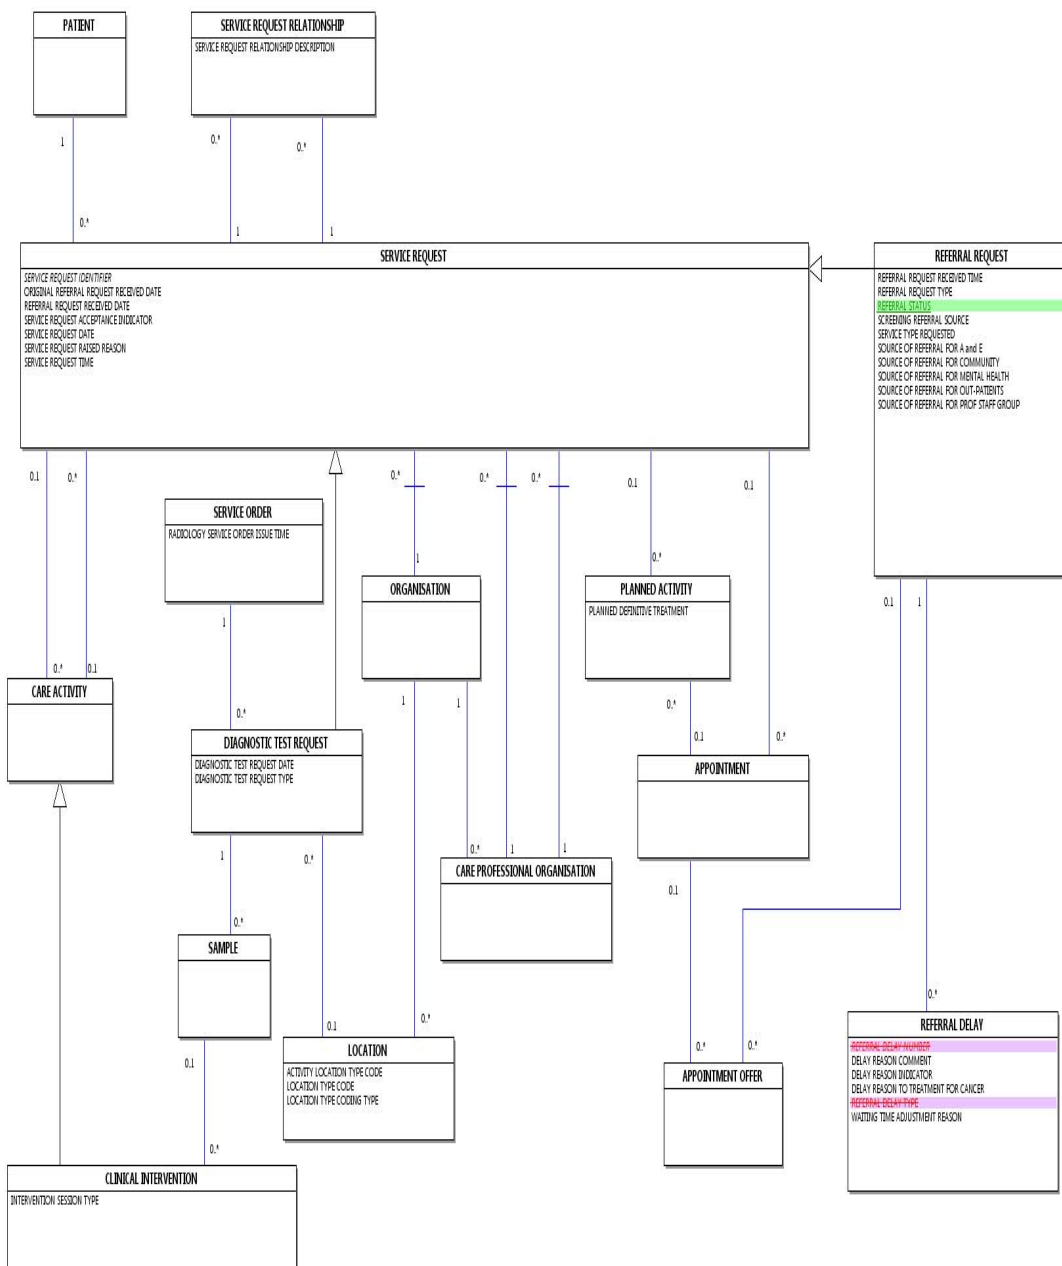 PATIENT
SERVICE REQUEST RELATIONSHIP
SERVICE REQUEST RELATIONSHIP DESCRIPTION
1
0..*
0..*
0..*
1
1
SERVICE REQUEST
SERVICE REQUEST IDENTIFIER
ORIGINAL REFERRAL REQUEST RECEIVED DATE
REFERRAL REQUEST RECEIVED DATE
SERVICE REQUEST ACCEPTANCE INDICATOR
SERVICE REQUEST DATE
SERVICE REQUEST RAISED REASON
SERVICE REQUEST TIME
REFERRAL REQUEST
REFERRAL REQUEST RECEIVED TIME
REFERRAL REQUEST TYPE
REFERRAL STATUS
SCREENING REFERRAL SOURCE
SERVICE TYPE REQUESTED
SOURCE OF REFERRAL FOR A and E
SOURCE OF REFERRAL FOR COMMUNITY
SOURCE OF REFERRAL FOR MENTAL HEALTH
SOURCE OF REFERRAL FOR OUT-PATIENTS
SOURCE OF REFERRAL FOR PROF STAFF GROUP
0..1
0..*
0..*
0..*
0..*
0..1
0..1
SERVICE ORDER
RADIOLOGY SERVICE ORDER ISSUE TIME
1
0..*
ORGANISATION
PLANNED ACTIVITY
PLANNED DEFINITIVE TREATMENT
0..1
1
1
0..*
0..1
CARE ACTIVITY
1
1
0..*
0..*
0..1
0..*
DIAGNOSTIC TEST REQUEST
DIAGNOSTIC TEST REQUEST DATE
DIAGNOSTIC TEST REQUEST TYPE
APPOINTMENT
1
0..*
0..*
1
1
CARE PROFESSIONAL ORGANISATION
0..1
0..*
SAMPLE
0..1
0..*
0..*
0..*
0..*
LOCATION
ACTIVITY LOCATION TYPE CODE
LOCATION TYPE CODE
LOCATION TYPE CODING TYPE
APPOINTMENT OFFER
REFERRAL DELAY
REFERRAL DELAY NUMBER
DELAY REASON COMMENT
DELAY REASON INDICATOR
DELAY REASON TO TREATMENT FOR CANCER
REFERRAL DELAY TYPE
WAITING TIME ADJUSTMENT REASON
0..1
0..*
CLINICAL INTERVENTION
INTERVENTION SESSION TYPE